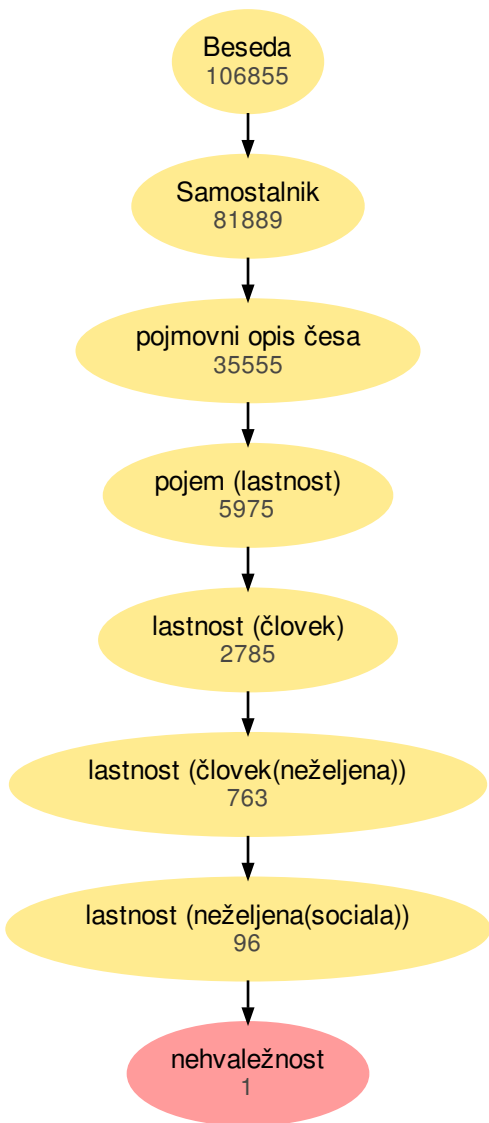 Beseda
106855
Samostalnik
81889
pojmovni opis česa
35555
pojem (lastnost)
5975
lastnost (človek)
2785
lastnost (človek(neželjena))
763
lastnost (neželjena(sociala))
96
nehvaležnost
1